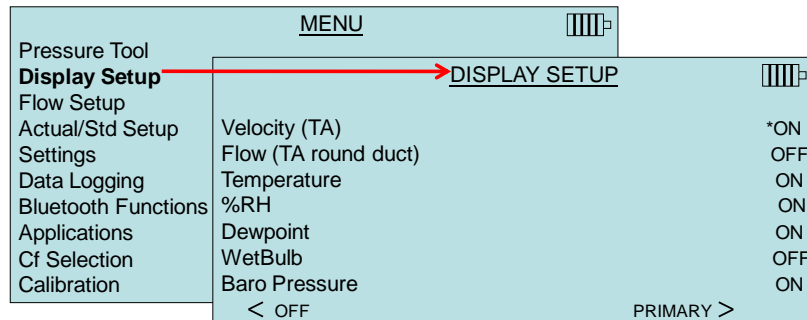 MENU
Pressure Tool
Display Setup
Flow Setup
Actual/Std Setup
Settings
Data Logging
Bluetooth Functions
Applications
Cf Selection
Calibration
DISPLAY SETUP
Velocity (TA) *ON
Flow (TA round duct) OFF
Temperature ON
%RH ON
Dewpoint ON
WetBulb OFF
Baro Pressure ON
< OFF PRIMARY >